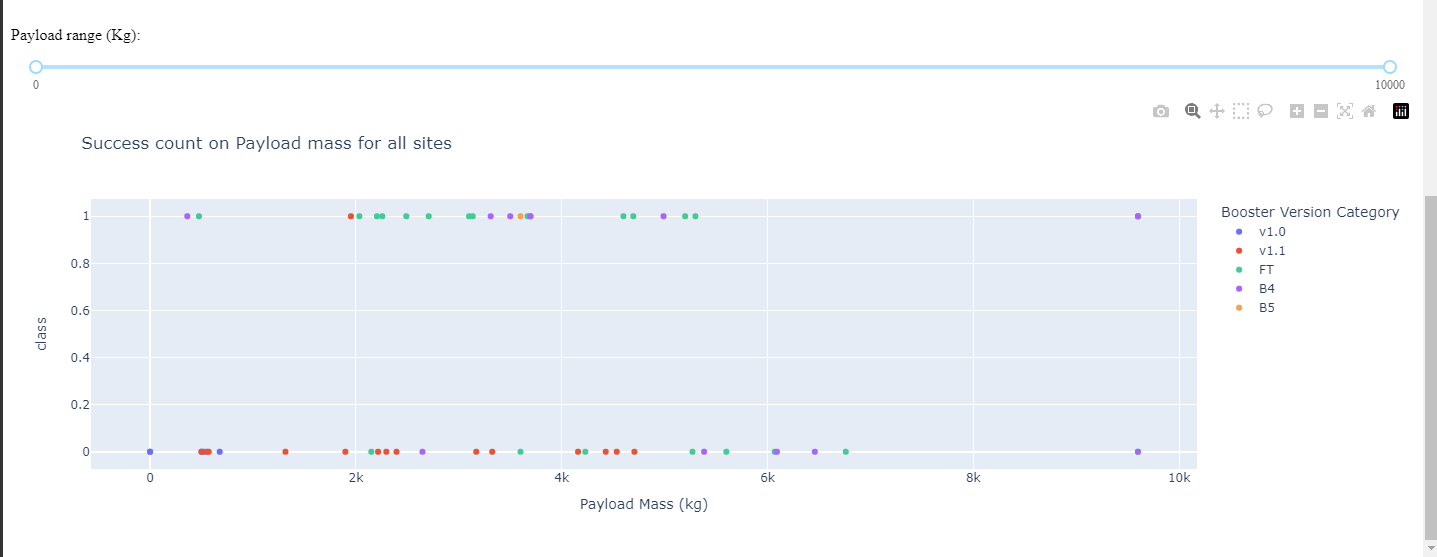 Payload range (Kg):
0 10000
Success count on Payload mass for all sites
1
0.8
0.6
0.4
0.2
0
class
0 2k 4k 6k 8k 10k
Payload Mass (kg)
Booster Version Category
v1.0
v1.1
FT
B4
B5